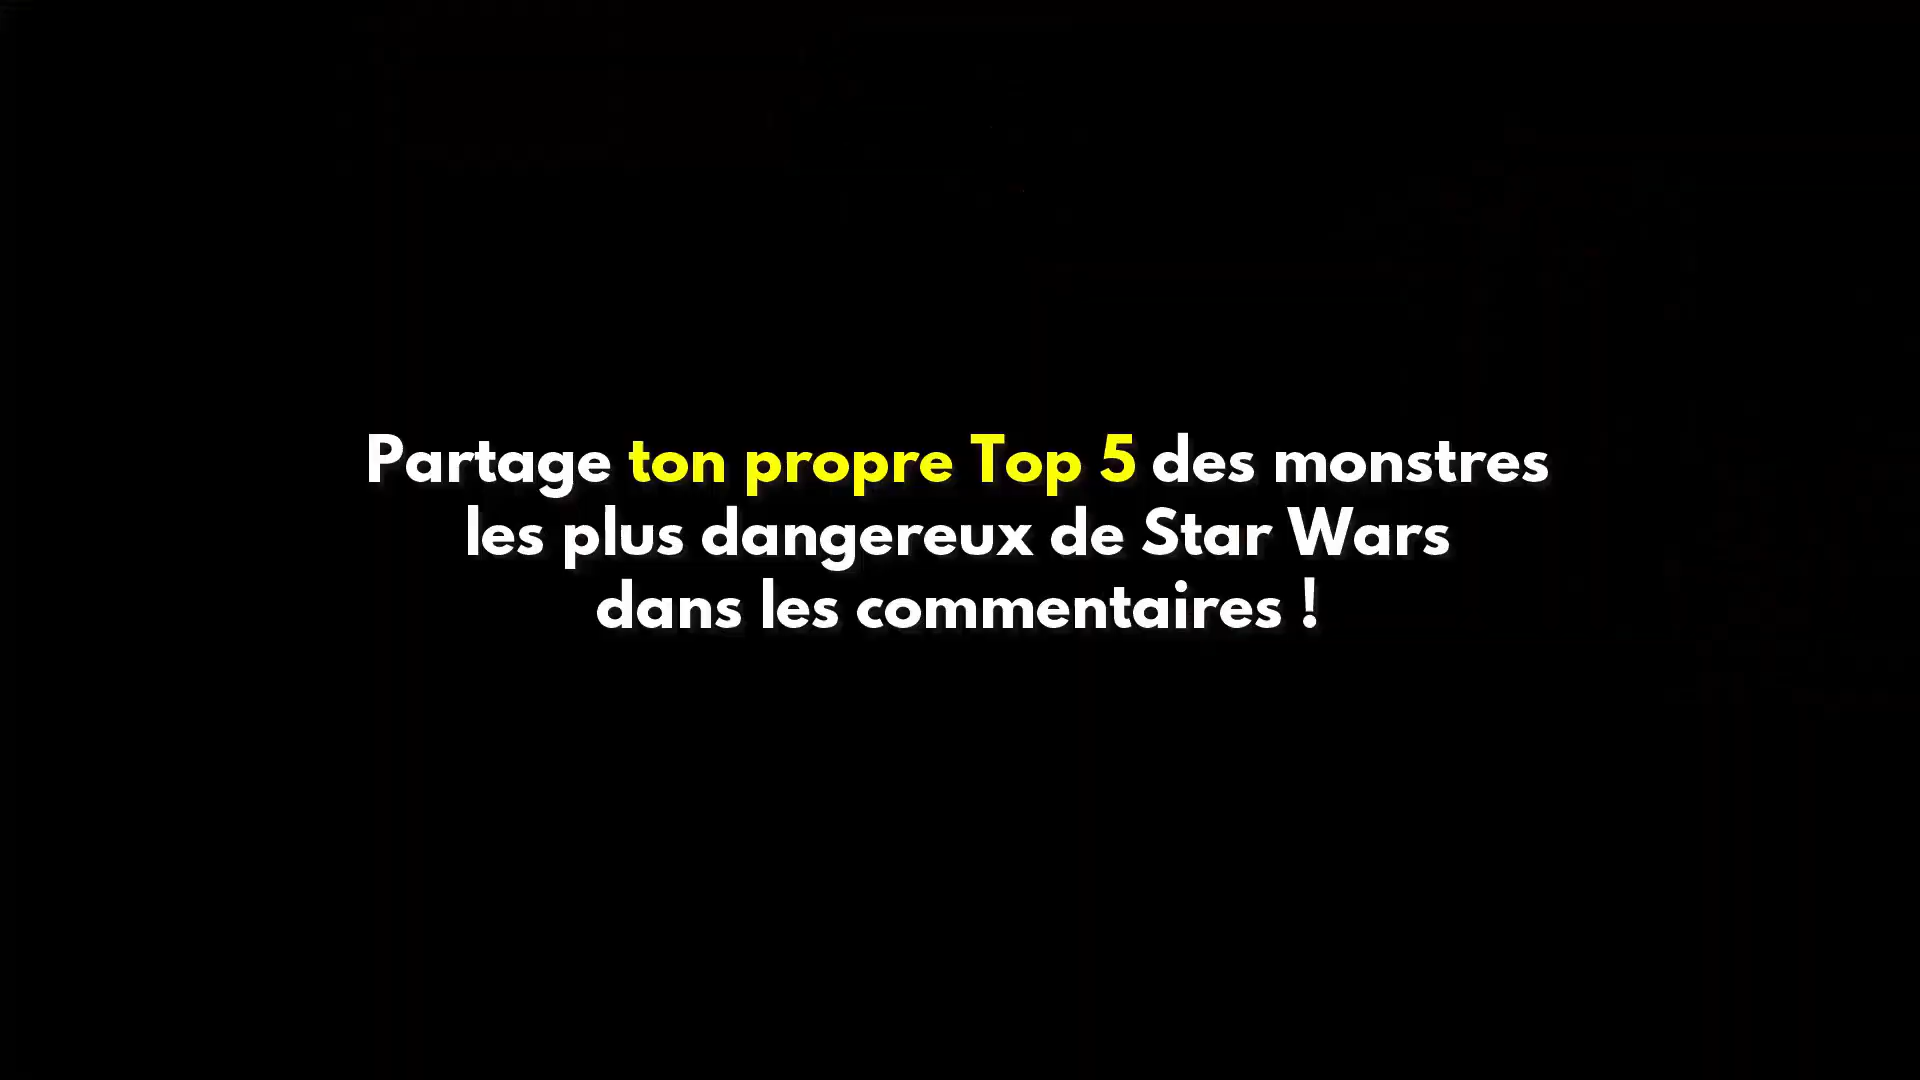 Partage ton propre Top 5 des monstres
les plus dangereux de Star Wars
dans les commentaires !